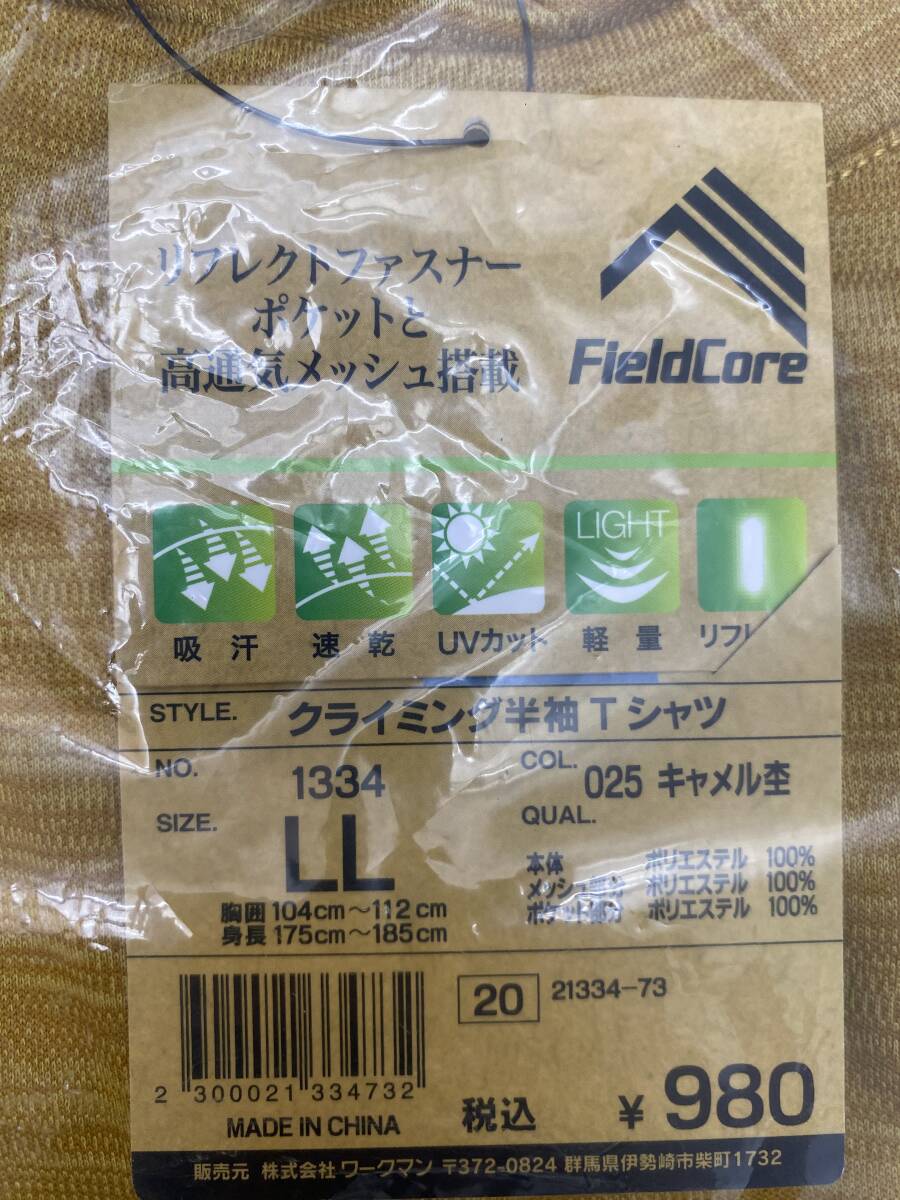 リフレクトファスナー
ポケットと
高通気メッシュ搭載
FieldCore
LIGHT
吸汗 速乾 UVカット 軽量 リフレ
STYLE. クライミング半袖Tシャツ
NO. 1334
COL. 025 キャメル杢
SIZE. LL
胸囲 104cm～112cm
身長 175cm～185cm
QUAL.
本体 ポリエステル 100%
メッシュ部分 ポリエステル 100%
ポケット部分 ポリエステル 100%
20 21334-73
2 300021 334732
MADE IN CHINA
税込 ¥980
販売元 株式会社 ワークマン 〒372-0824 群馬県伊勢崎市柴町1732